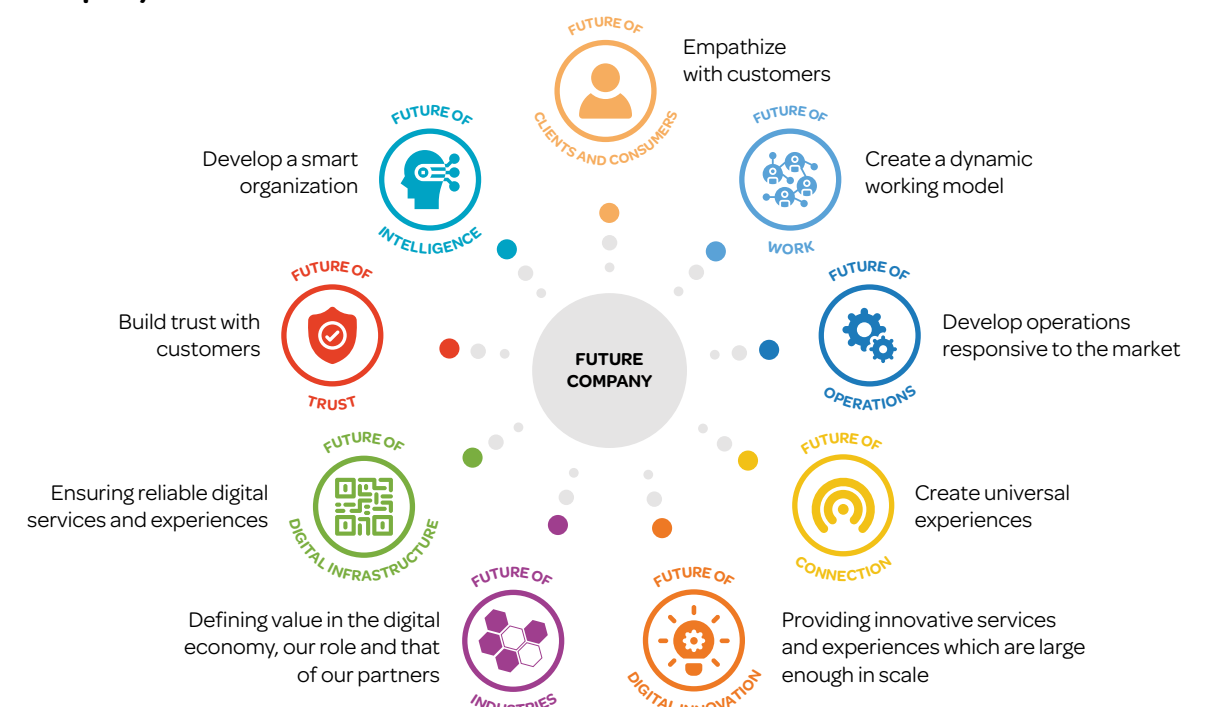 FUTURE OF
CLIENTS AND CONSUMERS
Empathize
with customers
FUTURE OF
WORK
Create a dynamic
working model
FUTURE OF
OPERATIONS
Develop operations
responsive to the market
FUTURE OF
CONNECTION
Create universal
experiences
FUTURE OF
DIGITAL INNOVATION
Providing innovative services
and experiences which are large
enough in scale
FUTURE OF
INDUSTRIES
Defining value in the digital
economy, our role and that
of our partners
FUTURE OF
DIGITAL INFRASTRUCTURE
Ensuring reliable digital
services and experiences
FUTURE OF
TRUST
Build trust with
customers
FUTURE OF
INTELLIGENCE
Develop a smart
organization
FUTURE
COMPANY